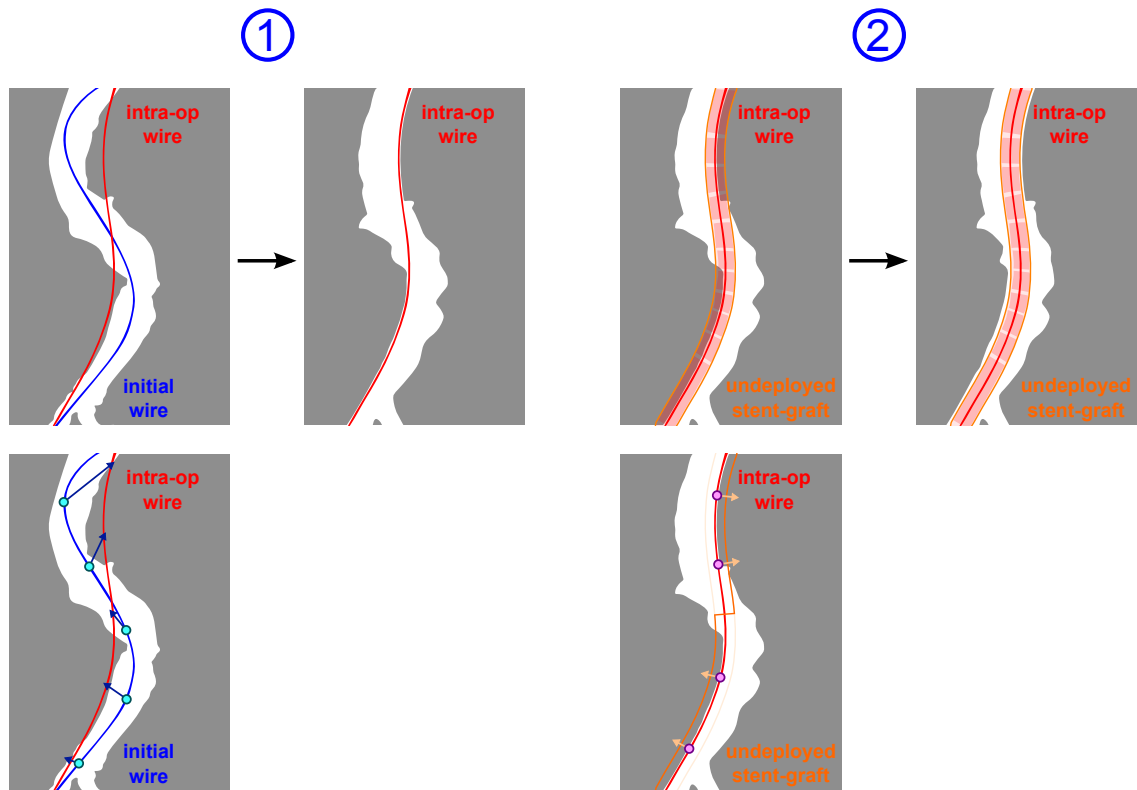 1
2
intra-op
wire
initial
wire
intra-op
wire
intra-op
wire
undeployed
stent-graft
intra-op
wire
undeployed
stent-graft
intra-op
wire
initial
wire
intra-op
wire
undeployed
stent-graft